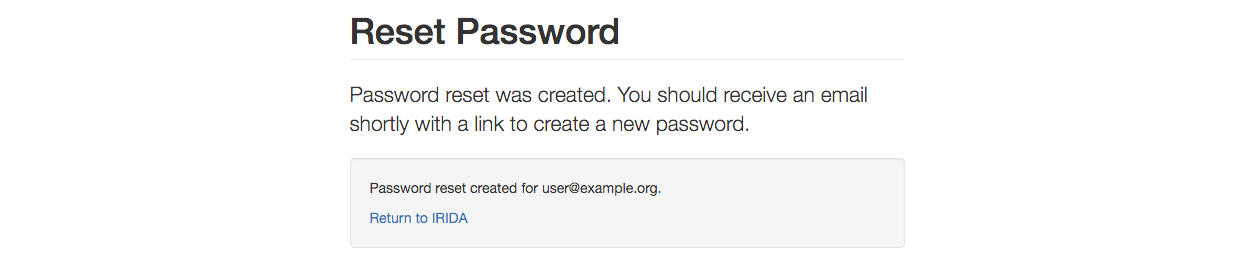 Reset Password
Password reset was created. You should receive an email
shortly with a link to create a new password.
Password reset created for user@example.org.
Return to IRIDA